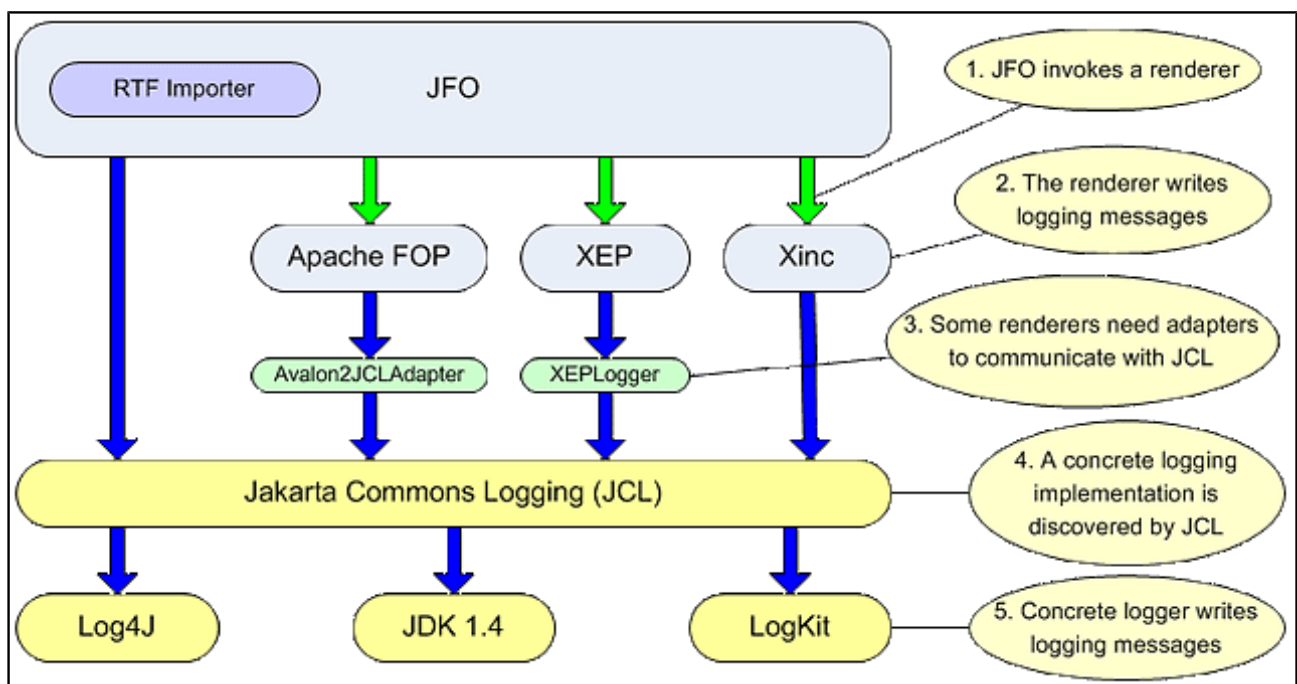 RTF Importer
JFO
1. JFO invokes a renderer
2. The renderer writes
logging messages
Apache FOP
XEP
Xinc
3. Some renderers need adapters
to communicate with JCL
Avalon2JCLAdapter
XEPLogger
Jakarta Commons Logging (JCL)
4. A concrete logging
implementation is
discovered by JCL
Log4J
JDK 1.4
LogKit
5. Concrete logger writes
logging messages